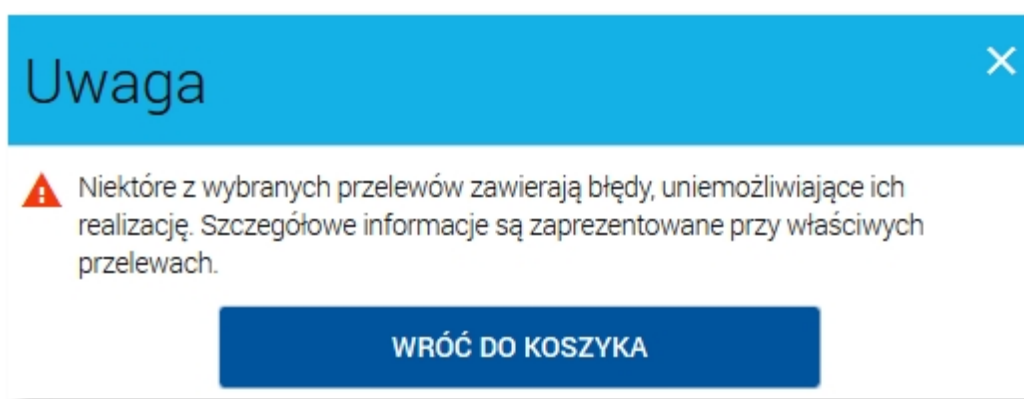 Uwaga
Niektóre z wybranych przelewów zawierają błędy, uniemożliwiające ich
realizację. Szczegółowe informacje są zaprezentowane przy właściwych
przelewach.
WRÓĆ DO KOSZYKA